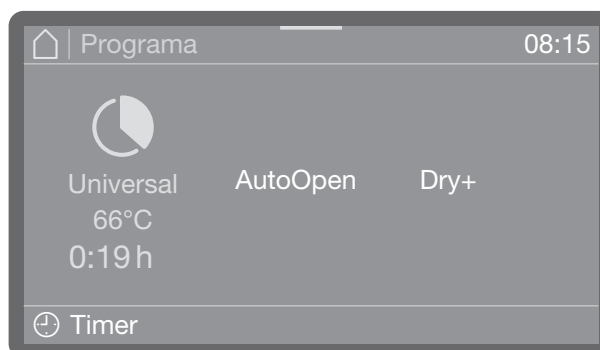 Programa 08:15
Universal AutoOpen Dry+
66°C
0:19 h
Timer